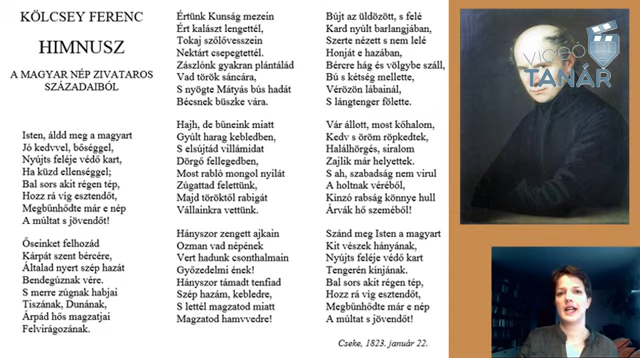 KÖLCSEY FERENC
HIMNUSZ
A MAGYAR NÉP ZIVATAROS
SZÁZADAIBÓL
Isten, áldd meg a magyart
Jó kedvvel, bőséggel,
Nyújts feléje védő kart,
Ha küzd ellenséggel;
Bal sors akit régen tép,
Hozz rá víg esztendőt,
Megbűnhődte már e nép
A múltat s jövendőt!
Őseinket felhozád
Kárpát szent bércére,
Általad nyert szép hazát
Bendegúznak vére.
S merre zúgnak habjai
Tiszának, Dunának,
Árpád hős magzatjai
Felvirágozának.
Értünk Kunság mezein
Ért kalászt lengettél,
Tokaj szőlővesszein
Nektárt csepegtettél.
Zászlónk gyakran plántálád
Vad török sáncára,
S nyögte Mátyás bús hadát
Bécsnek büszke vára.
Hajh, de bűneink miatt
Gyúlt harag kebledben,
S elsújtád villámidat
Dörgő fellegedben,
Most rabló mongol nyilát
Zúgattad felettünk,
Majd töröktől rabigát
Vállainkra vettünk.
Hányszor zengett ajkain
Ozman vad népének
Vert hadunk csonthalmain
Győzedelmi ének!
Hányszor támadt tenfiad
Szép hazám, kebledre,
S lettél magzatod miatt
Magzatod hamvvedre!
Bújt az üldözött, s felé
Kard nyúlt barlangjában,
Szerte nézett s nem lelé
Honját e hazában,
Bércre hág és völgybe száll,
Bú s kétség mellette,
Vérözön lábainál,
S lángtenger fölette.
Vár állott, most kőhalom,
Kedv s öröm röpkedtek,
Halálhörgés, siralom
Zajlik már helyettek.
S ah, szabadság nem virul
A holtnak véréből,
Kínzó rabság könnye hull
Árvák hő szeméből!
Szánd meg Isten a magyart
Kit vészek hányának,
Nyújts feléje védő kart
Tengerén kínjának.
Bal sors akit régen tép,
Hozz rá víg esztendőt,
Megbűnhődte már e nép
A múltat s jövendőt!
Cseke, 1823. január 22.
VIDEÓ
TANÁR